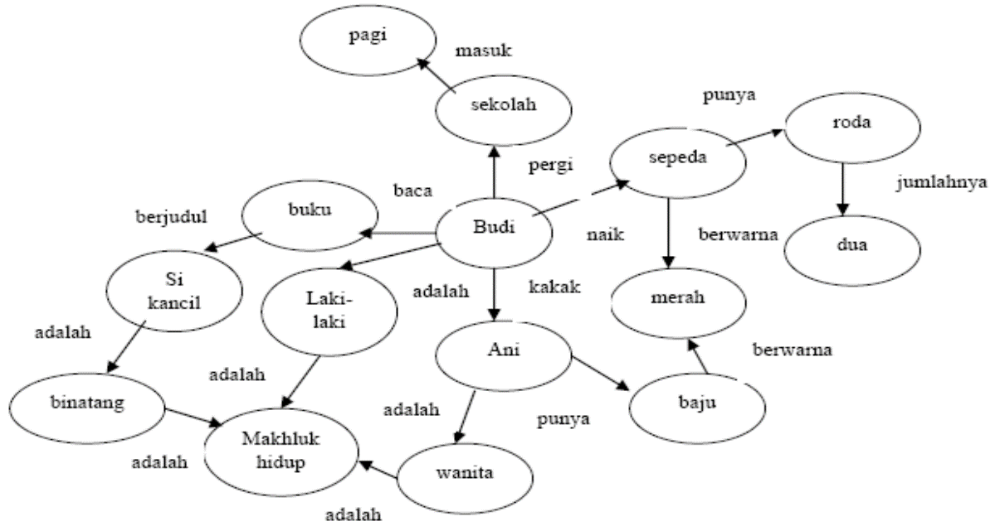 pagi
masuk
sekolah
punya
roda
sepeda
pergi
jumlahnya
baca
buku
berjudul
Budi
naik
berwarna
dua
Si
kancil
Laki-
laki
adalah
kakak
merah
adalah
Ani
berwarna
adalah
binatang
adalah
punya
baju
Makhluk
hidup
adalah
wanita
adalah